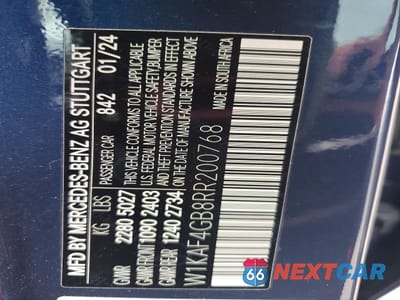 MFD BY MERCEDES-BENZ AG STUTTGART
PASSENGER CAR 842 01/24
KG LBS
GVWR 2280 5027
GAWR FRONT 1090 2403
GAWR REAR 1240 2734
THIS VEHICLE CONFORMS TO ALL APPLICABLE
U.S. FEDERAL MOTOR VEHICLE SAFETY/BUMPER
THEFT PREVENTION STANDARDS IN EFFECT
ON THE DATE OF MANUFACTURE SHOWN ABOVE
W1KAF4GB8RR200768
MADE IN SOUTH AFRICA
66 NEXTCAR